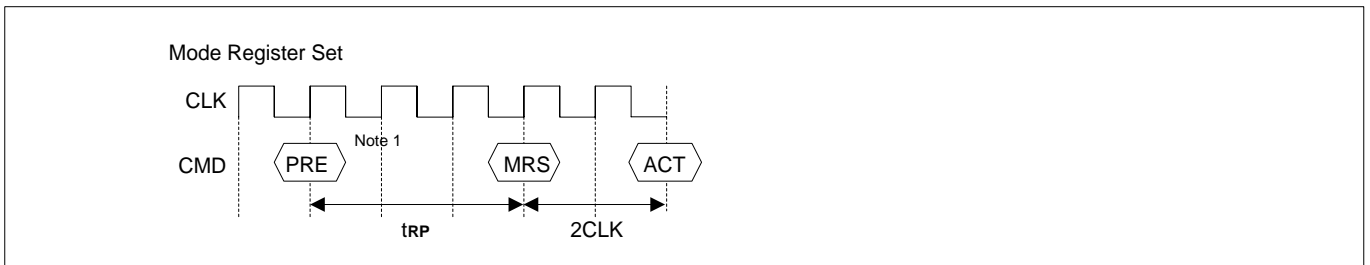 Mode Register Set
CLK
Note 1
CMD PRE MRS ACT
tRP 2CLK